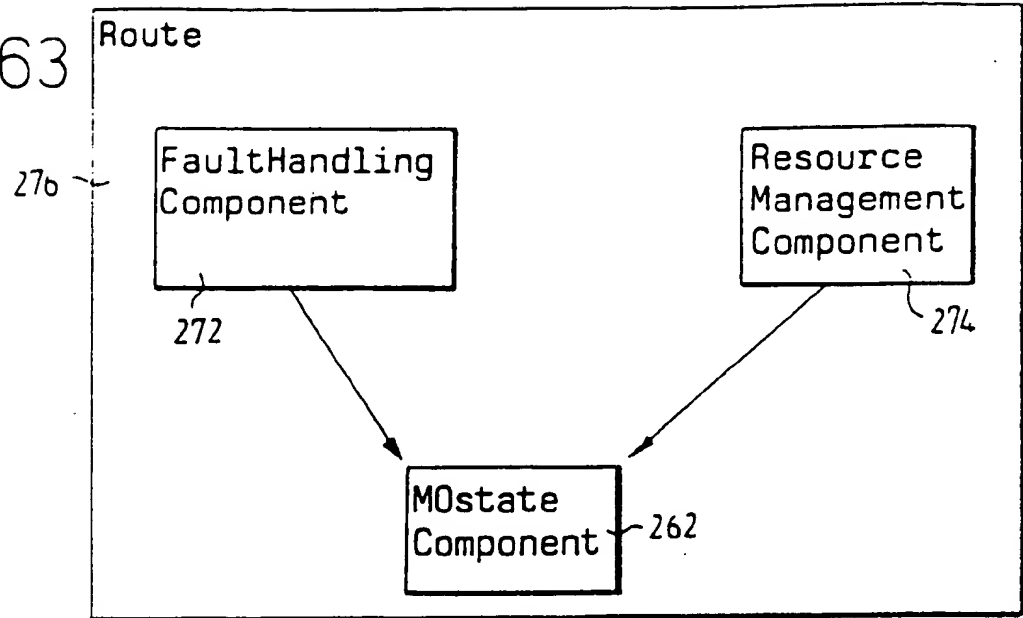 63
Route
FaultHandling
Component
272
276
Resource
Management
Component
274
MOstate
Component
262